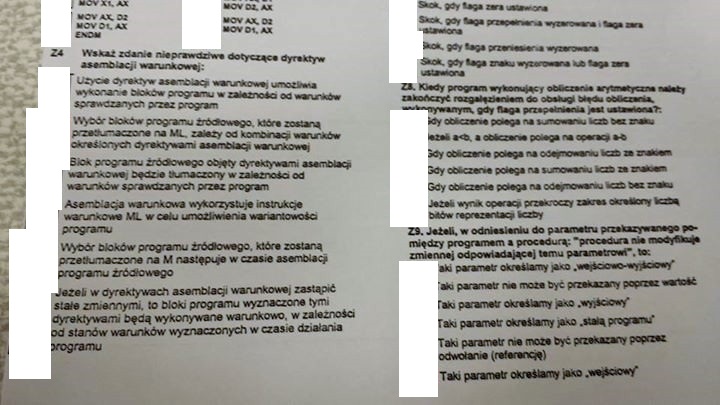 MOV X1, AX
MOV AX, D2
MOV D1, AX
ENDM
MOV D2, AX
MOV AX, D2
MOV D1, AX
Z4 Wskaż zdanie nieprawdziwe dotyczące dyrektyw
asemblacji warunkowej:
Użycie dyrektyw asemblacji warunkowej umożliwia
wykonanie bloków programu w zależności od warunków
sprawdzanych przez program
Wybór bloków programu źródłowego, które zostaną
przetłumaczone na ML, zależy od kombinacji warunków
określonych dyrektywami asemblacji warunkowej
Blok programu źródłowego objęty dyrektywami asemblacji
warunkowej będzie tłumaczony w zależności od
warunków sprawdzanych przez program
Asemblacja warunkowa wykorzystuje instrukcje
warunkowe ML w celu umożliwienia wariantowości
programu
Wybór bloków programu źródłowego, które zostaną
przetłumaczone na M następuje w czasie asemblacji
programu źródłowego
Jeżeli w dyrektywach asemblacji warunkowej zastąpić
stałe zmiennymi, to bloki programu wyznaczone tymi
dyrektywami będą wykonywane warunkowo, w zależności
od stanów warunków wyznaczonych w czasie działania
programu
Skok, gdy flaga zera ustawiona
Skok, gdy flaga przepełnienia wyzerowana i flaga zera
ustawiona
Skok, gdy flaga przeniesienia wyzerowana
Skok, gdy flaga znaku wyzerowana lub flaga zera
ustawiona
Z8. Kiedy program wykonujący obliczenie arytmetyczne należy
zakończyć rozgałęzieniem do obsługi błędu obliczenia,
wykonywanym, gdy flaga przepełnienia jest ustawiona?:
Gdy obliczenie polega na sumowaniu liczb bez znaku
Jeżeli a<b, a obliczenie polega na operacji a-b
Gdy obliczenie polega na odejmowaniu liczb ze znakiem
Gdy obliczenie polega na sumowaniu liczb ze znakiem
Gdy obliczenie polega na odejmowaniu liczb bez znaku
Jeżeli wynik operacji przekroczy zakres określony liczbą
bitów reprezentacji liczby
Z9. Jeżeli, w odniesieniu do parametru przekazywanego po-
między programem a procedurą: "procedura nie modyfikuje
zmiennej odpowiadającej temu parametrowi", to:
Taki parametr określamy jako „wejściowo-wyjściowy"
Taki parametr nie może być przekazany poprzez wartość
Taki parametr określamy jako „wyjściowy"
Taki parametr określamy jako „stałą programu"
Taki parametr nie może być przekazany poprzez
odwołanie (referencję)
Taki parametr określamy jako „wejściowy"